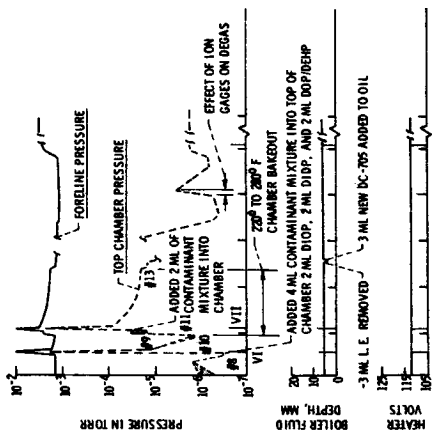 PRESSURE IN TORR
10-2
10-3
10-4
10-5
10-6
10-7
FORELINE PRESSURE
TOP CHAMBER PRESSURE
#13
ADDED 2 ML OF
#11 CONTAMINANT
MIXTURE INTO
CHAMBER
#9
#10
#8
VI
VII
EFFECT OF ION
GAGES ON DEGAS
220° TO 280° F
CHAMBER BAKEOUT
ADDED 4 ML CONTAMINANT MIXTURE INTO TOP OF
CHAMBER 2 ML DIOP, 2 ML DIDP, AND 2 ML DOP/DEHP
BOILER FLUID
DEPTH, MM
20
0
~3 ML L.E. REMOVED
3 ML NEW DC-705 ADDED TO OIL
HEATER
VOLTS
115
105